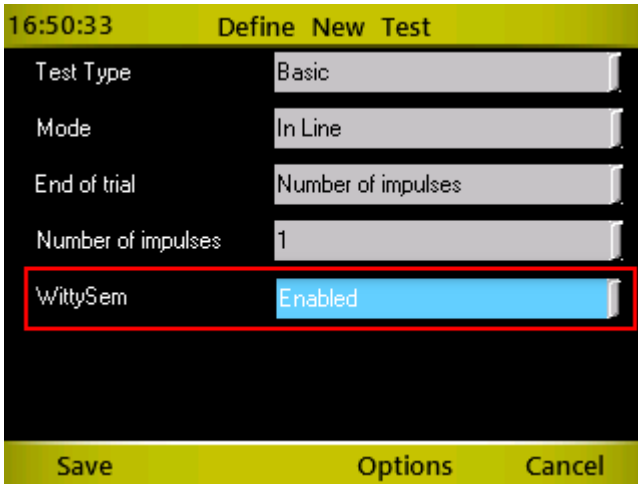 16:50:33 Define New Test
Test Type Basic
Mode In Line
End of trial Number of impulses
Number of impulses 1
WittySem Enabled
Save Options Cancel